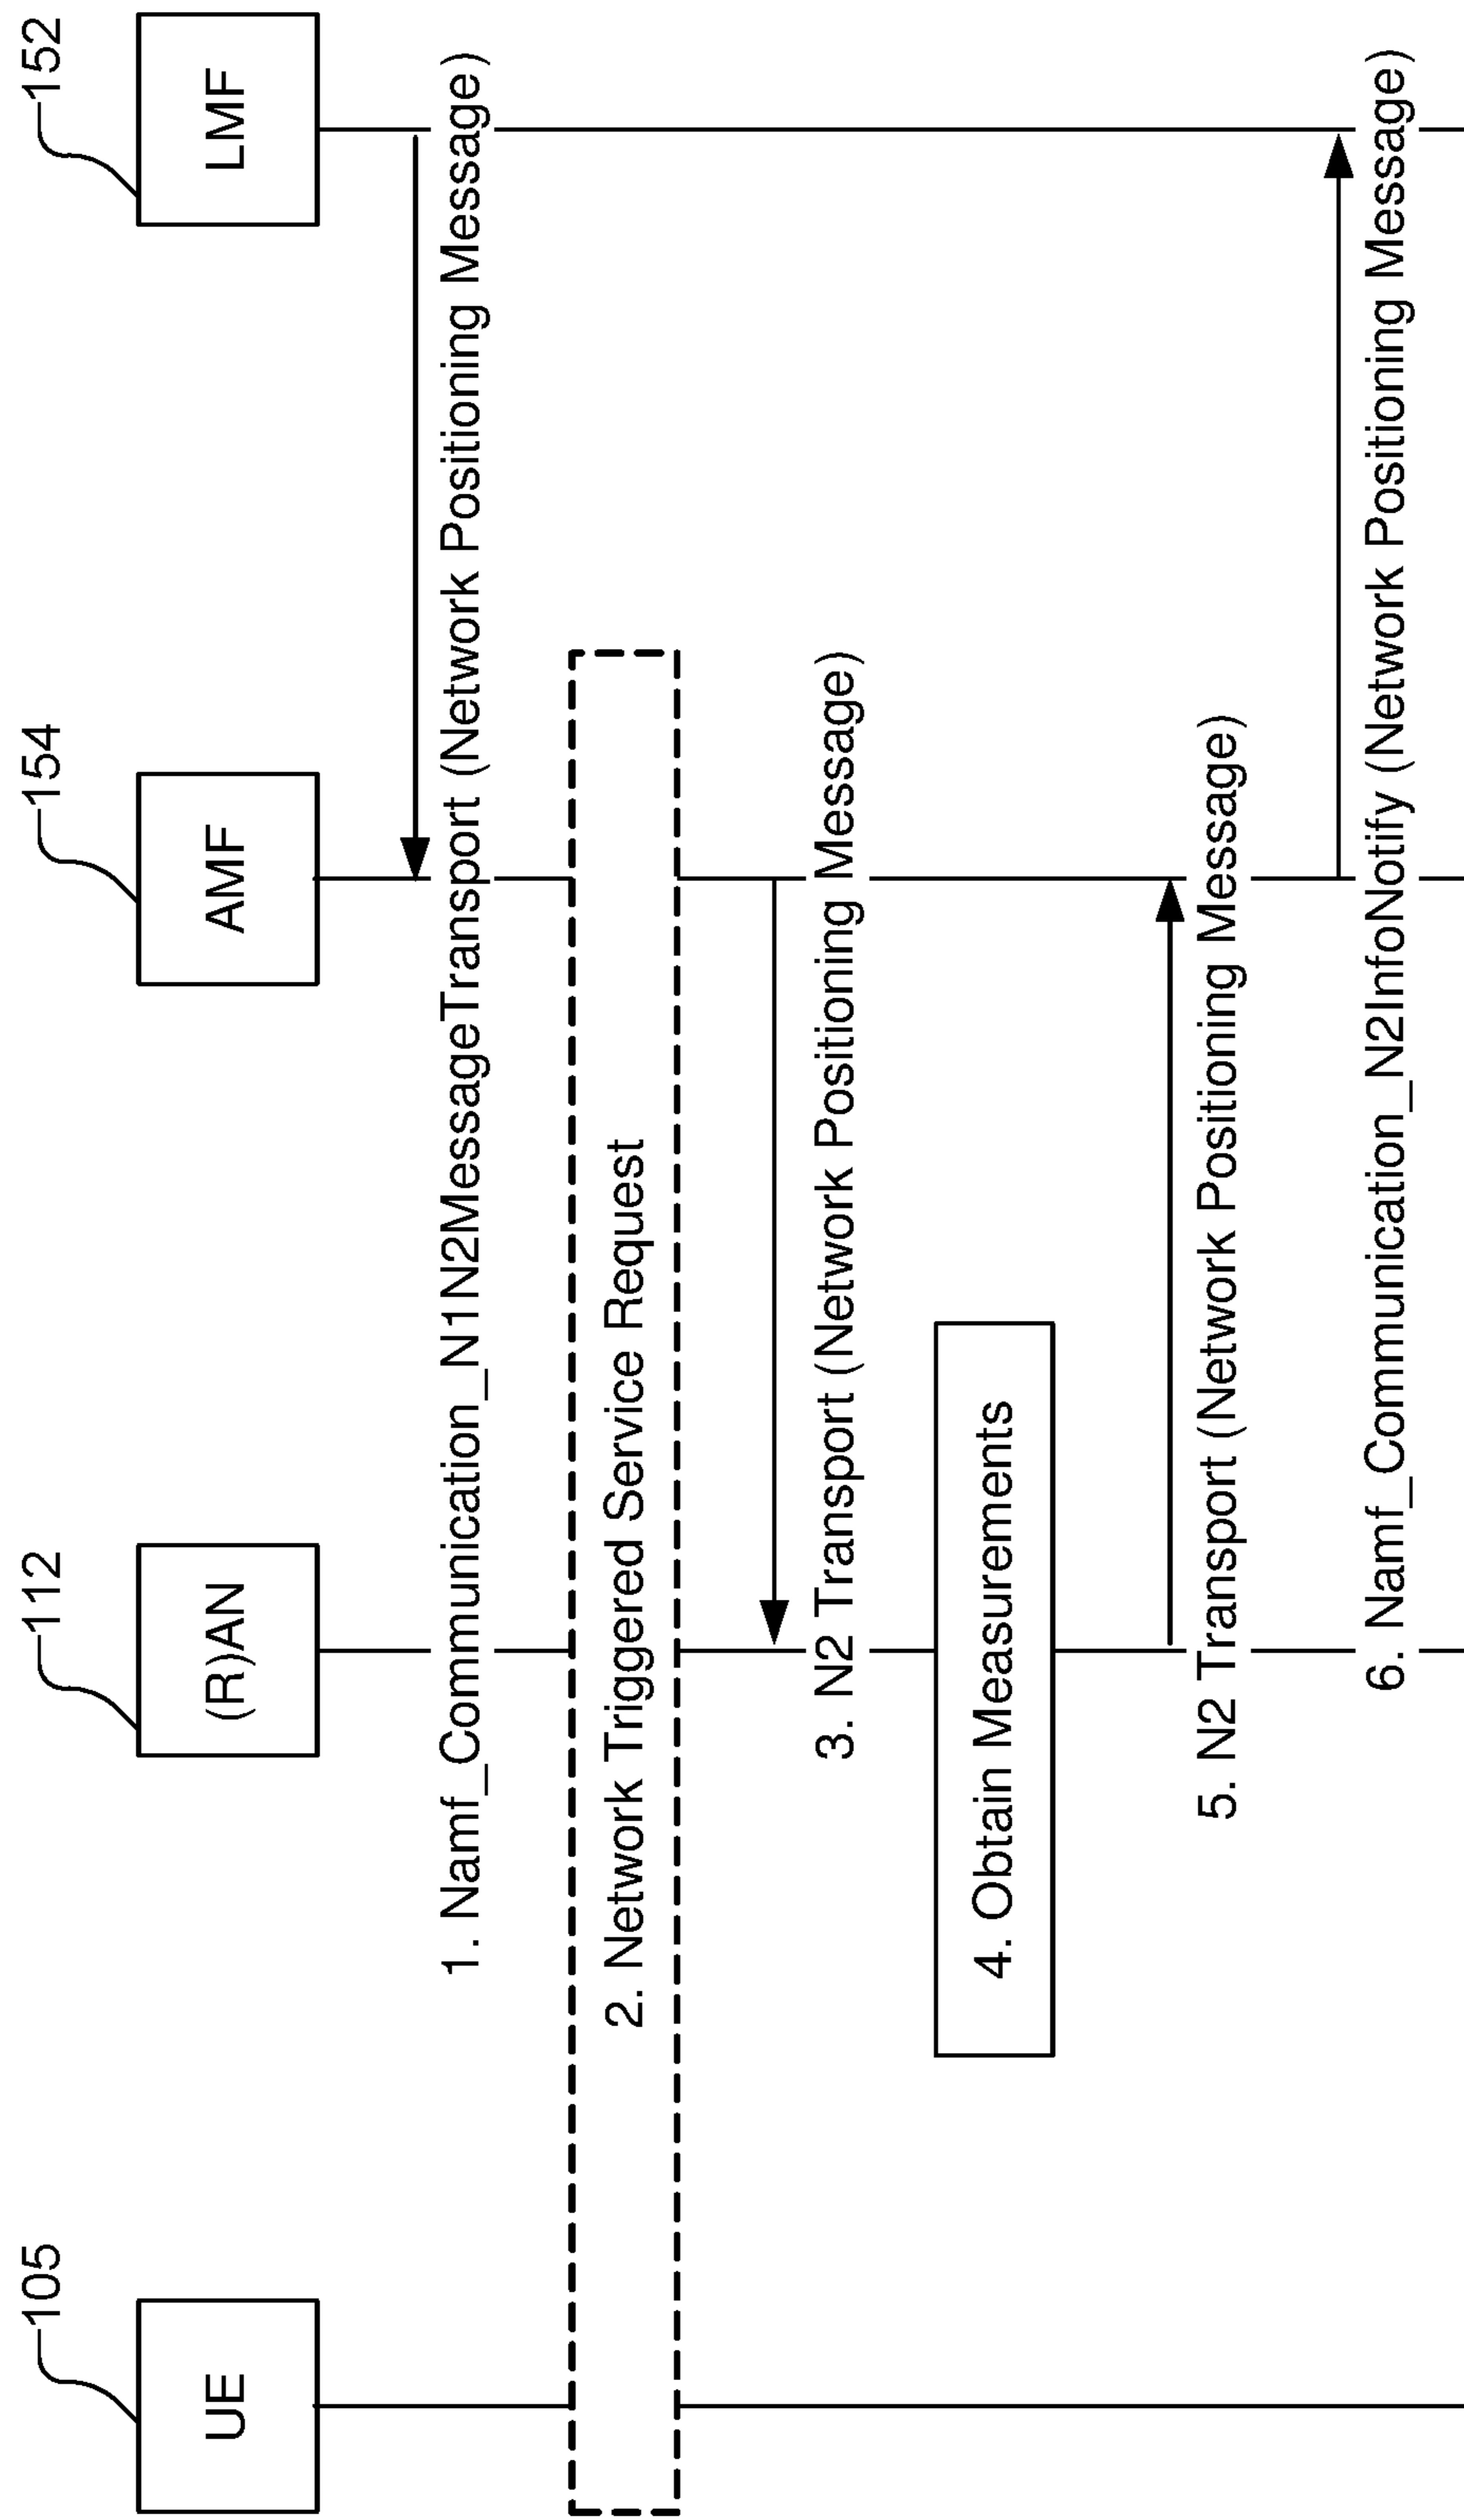 105
112
154
152
UE
(R)AN
AMF
LMF
1. Namf_Communication_N1N2MessageTransport (Network Positioning Message)
2. Network Triggered Service Request
3. N2 Transport (Network Positioning Message)
4. Obtain Measurements
5. N2 Transport (Network Positioning Message)
6. Namf_Communication_N2InfoNotify (Network Positioning Message)